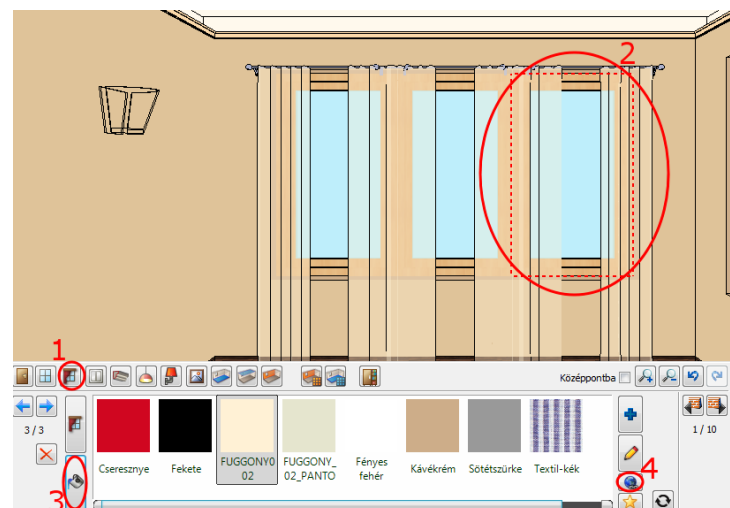 2
1
Középpontba
3 / 3
1 / 10
Cseresznye
Fekete
FUGGONY0
02
FUGGONY_
02_PANTO
Fényes
fehér
Kávékrém
Sötétszürke
Textil-kék
4
3